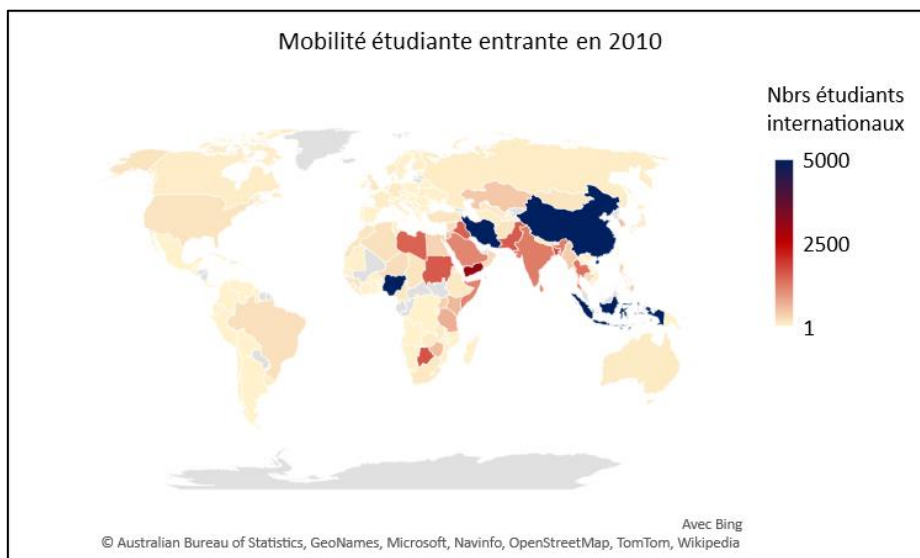 Mobilité étudiante entrante en 2010
Nbrs étudiants
internationaux
5000
2500
1
Avec Bing
© Australian Bureau of Statistics, GeoNames, Microsoft, Navinfo, OpenStreetMap, TomTom, Wikipedia